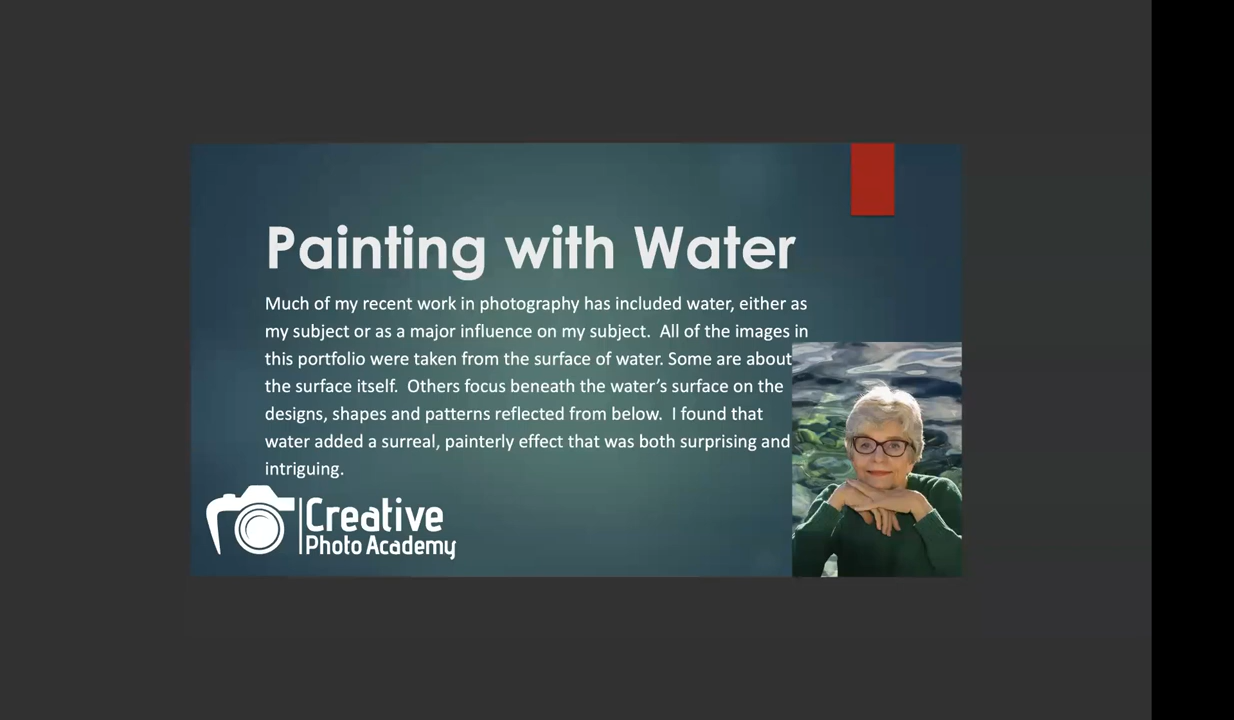 Painting with Water
Much of my recent work in photography has included water, either as
my subject or as a major influence on my subject.  All of the images in
this portfolio were taken from the surface of water. Some are about
the surface itself.  Others focus beneath the water’s surface on the
designs, shapes and patterns reflected from below.  I found that
water added a surreal, painterly effect that was both surprising and
intriguing.
Creative
Photo Academy